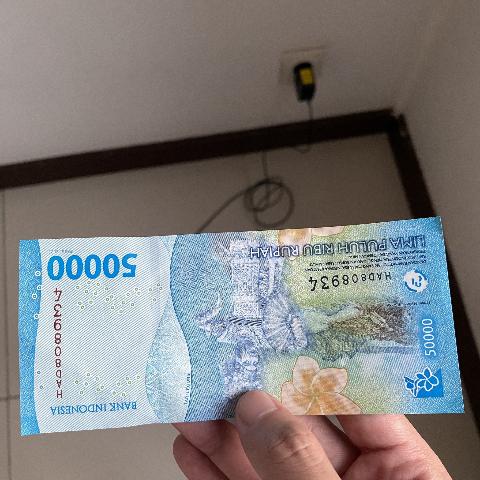 LIMA PULUH RIBU RUPIAH
HAD808934
50000
50000
HAD808934
BANK INDONESIA